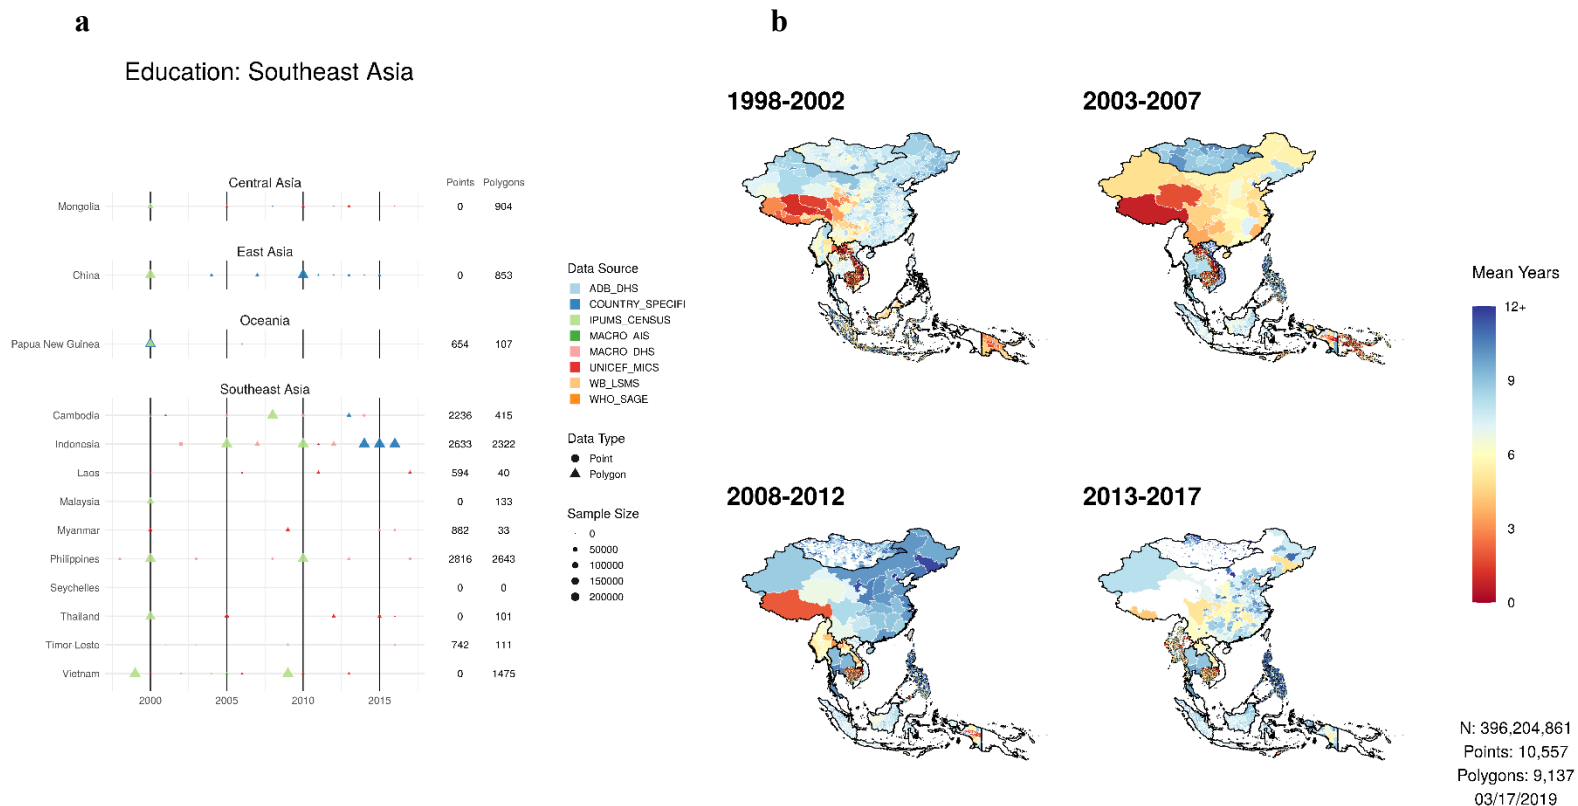 a
b
Education: Southeast Asia
Central Asia
Points Polygons
Mongolia 0 904
East Asia
China 0 853
Oceania
Papua New Guinea 654 107
Southeast Asia
Cambodia 2236 415
Indonesia 2633 2322
Laos 594 40
Malaysia 0 133
Myanmar 882 33
Philippines 2816 2643
Seychelles 0 0
Thailand 0 101
Timor Leste 742 111
Vietnam 0 1475
2000 2005 2010 2015
Data Source
ADB_DHS
COUNTRY_SPECIFI
IPUMS_CENSUS
MACRO_AIS
MACRO_DHS
UNICEF_MICS
WB_LSMS
WHO_SAGE
Data Type
Point
Polygon
Sample Size
0
50000
100000
150000
200000
1998-2002
2003-2007
2008-2012
2013-2017
Mean Years
12+
9
6
3
0
N: 396,204,861
Points: 10,557
Polygons: 9,137
03/17/2019